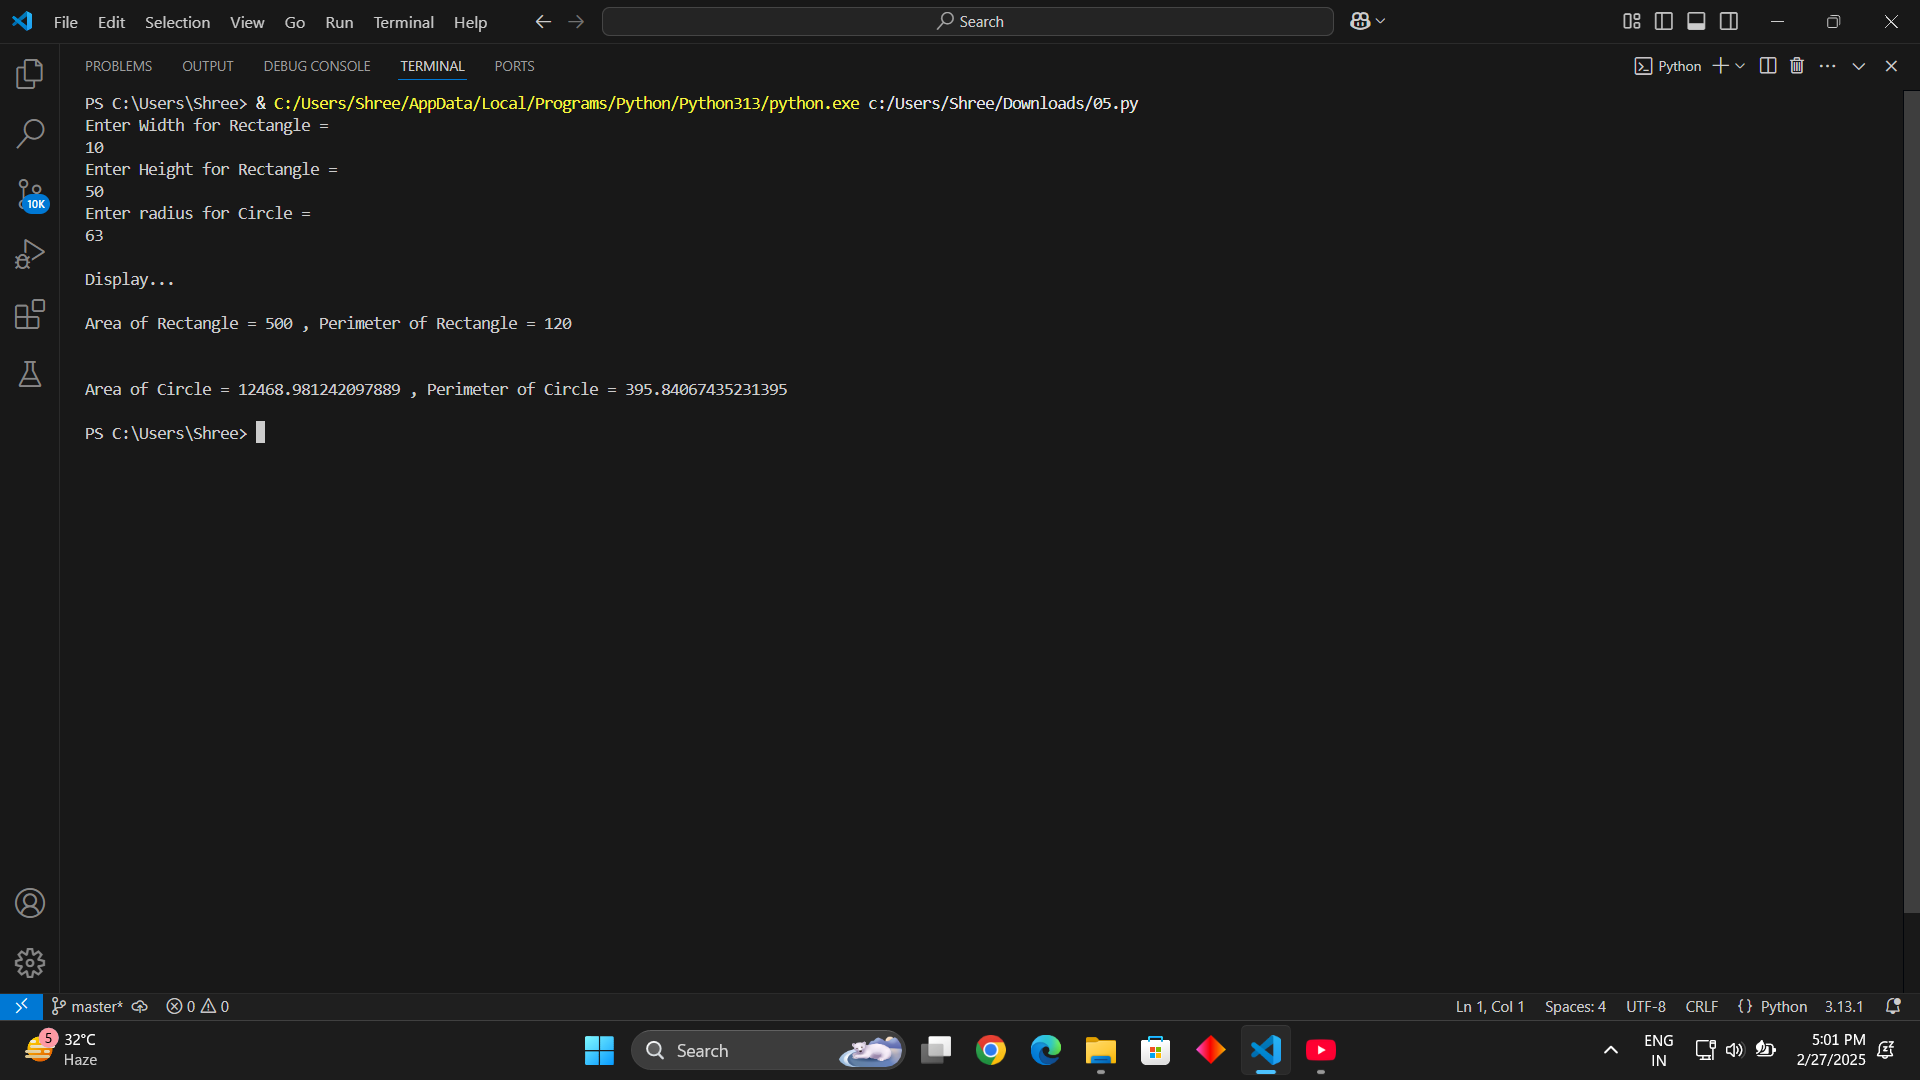 File Edit Selection View Go Run Terminal Help Search
PROBLEMS OUTPUT DEBUG CONSOLE TERMINAL PORTS Python
PS C:\Users\Shree> & C:/Users/Shree/AppData/Local/Programs/Python/Python313/python.exe c:/Users/Shree/Downloads/05.py
Enter Width for Rectangle =
10
Enter Height for Rectangle =
50
Enter radius for Circle =
63
Display...
Area of Rectangle = 500 , Perimeter of Rectangle = 120
Area of Circle = 12468.981242097889 , Perimeter of Circle = 395.84067435231395
PS C:\Users\Shree>
10K
master* 0 0 Ln 1, Col 1 Spaces: 4 UTF-8 CRLF {} Python 3.13.1
5 32°C
Haze
Search
ENG
IN
5:01 PM
2/27/2025